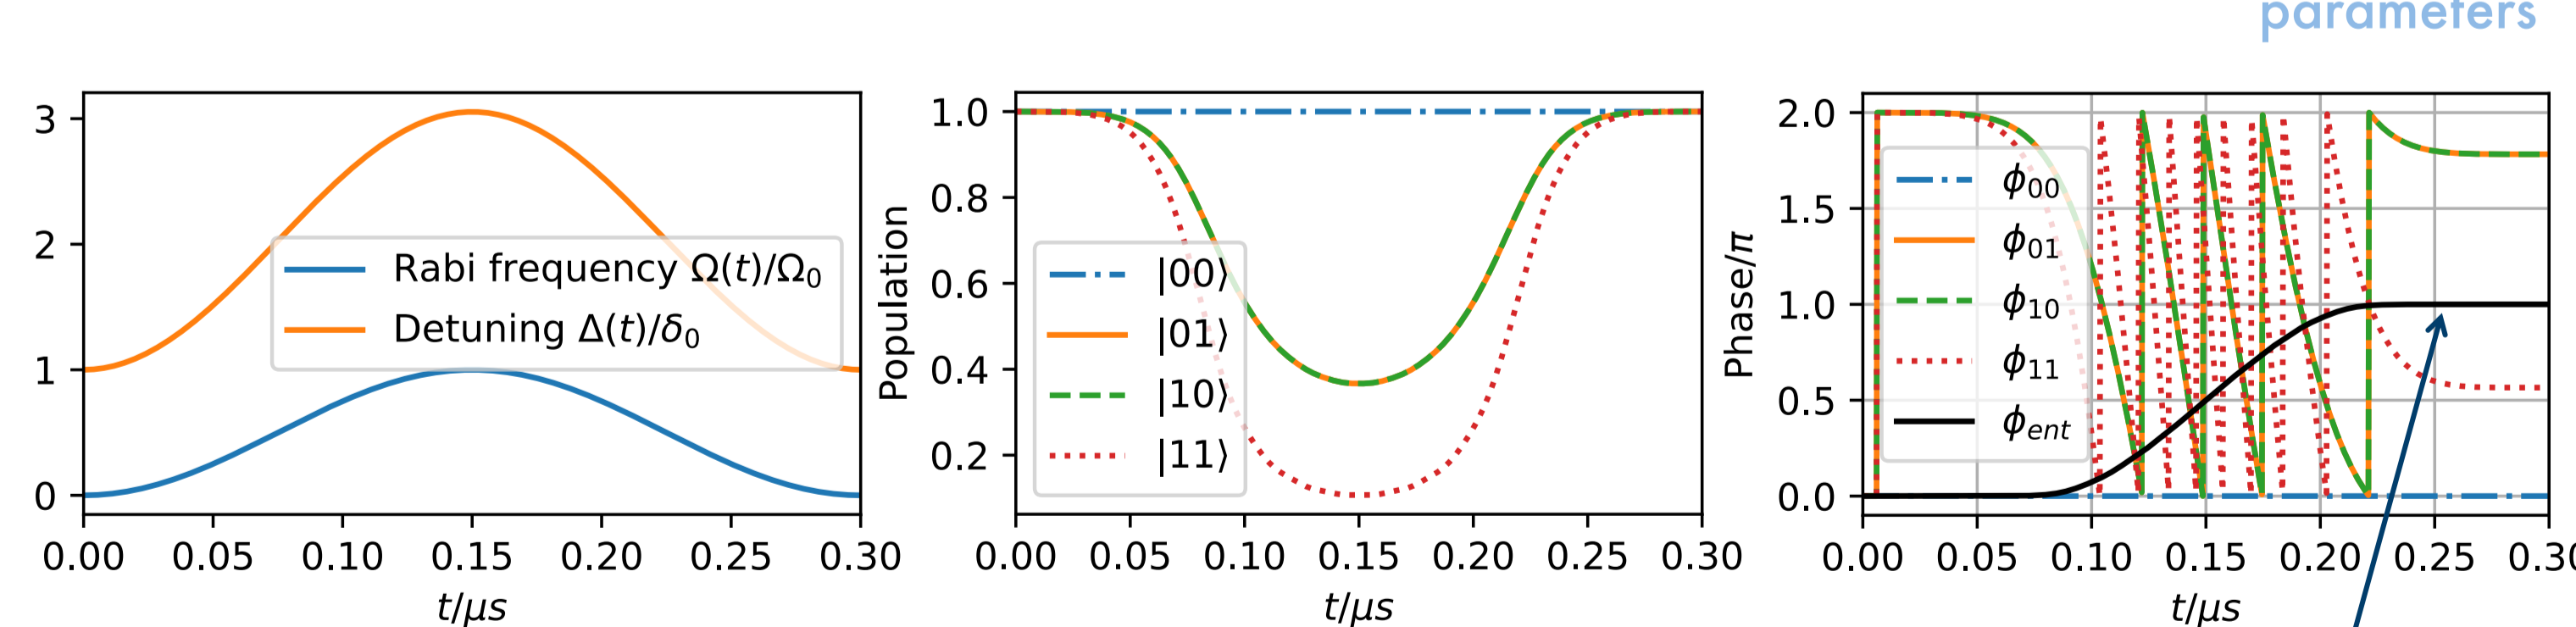 parameters
3
2
1
0
Rabi frequency Ω(t)/Ω₀
Detuning Δ(t)/δ₀
0.00 0.05 0.10 0.15 0.20 0.25 0.30
t/μs
Population
1.0
0.8
0.6
0.4
0.2
|00⟩
|01⟩
|10⟩
|11⟩
0.00 0.05 0.10 0.15 0.20 0.25 0.30
t/μs
Phase/π
2.0
1.5
1.0
0.5
0.0
ϕ₀₀
ϕ₀₁
ϕ₁₀
ϕ₁₁
ϕent
0.00 0.05 0.10 0.15 0.20 0.25 0.30
t/μs